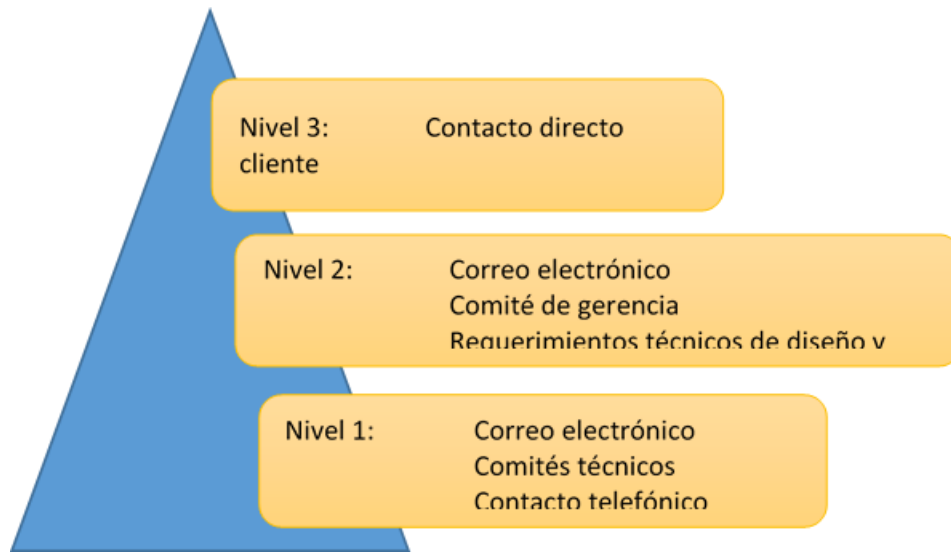 Nivel 3: Contacto directo
cliente
Nivel 2: Correo electrónico
Comité de gerencia
Requerimientos técnicos de diseño y
Nivel 1: Correo electrónico
Comités técnicos
Contacto telefónico